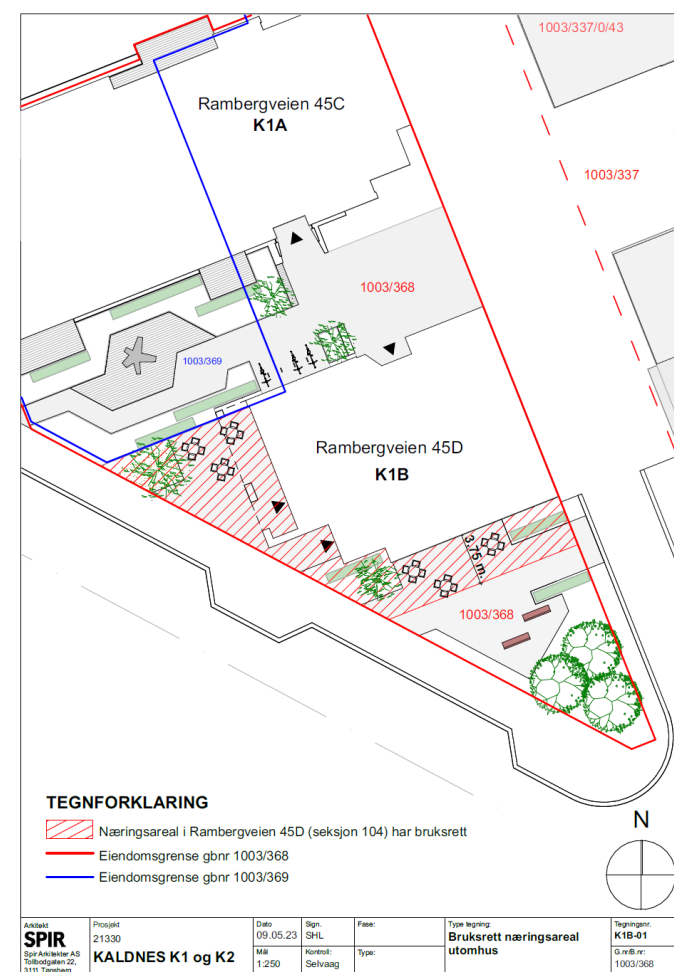 1003/337/0/43
Rambergveien 45C
K1A
1003/337
1003/368
1003/369
Rambergveien 45D
K1B
3.75 m.
1003/368
TEGNFORKLARING
Næringsareal i Rambergveien 45D (seksjon 104) har bruksrett
Eiendomsgrense gbnr 1003/368
Eiendomsgrense gbnr 1003/369
N
Arkitekt
SPIR
Spir Arkitekter AS
Tollbodgaten 22,
3111 Tønsberg
Prosjekt
21330
KALDNES K1 og K2
Dato
09.05.23
Sign.
SHL
Fase:
Mål
1:250
Kontroll:
Selvaag
Type:
Type tegning:
Bruksrett næringsareal
utomhus
Tegningsnr.
K1B-01
G.nr/B.nr:
1003/368